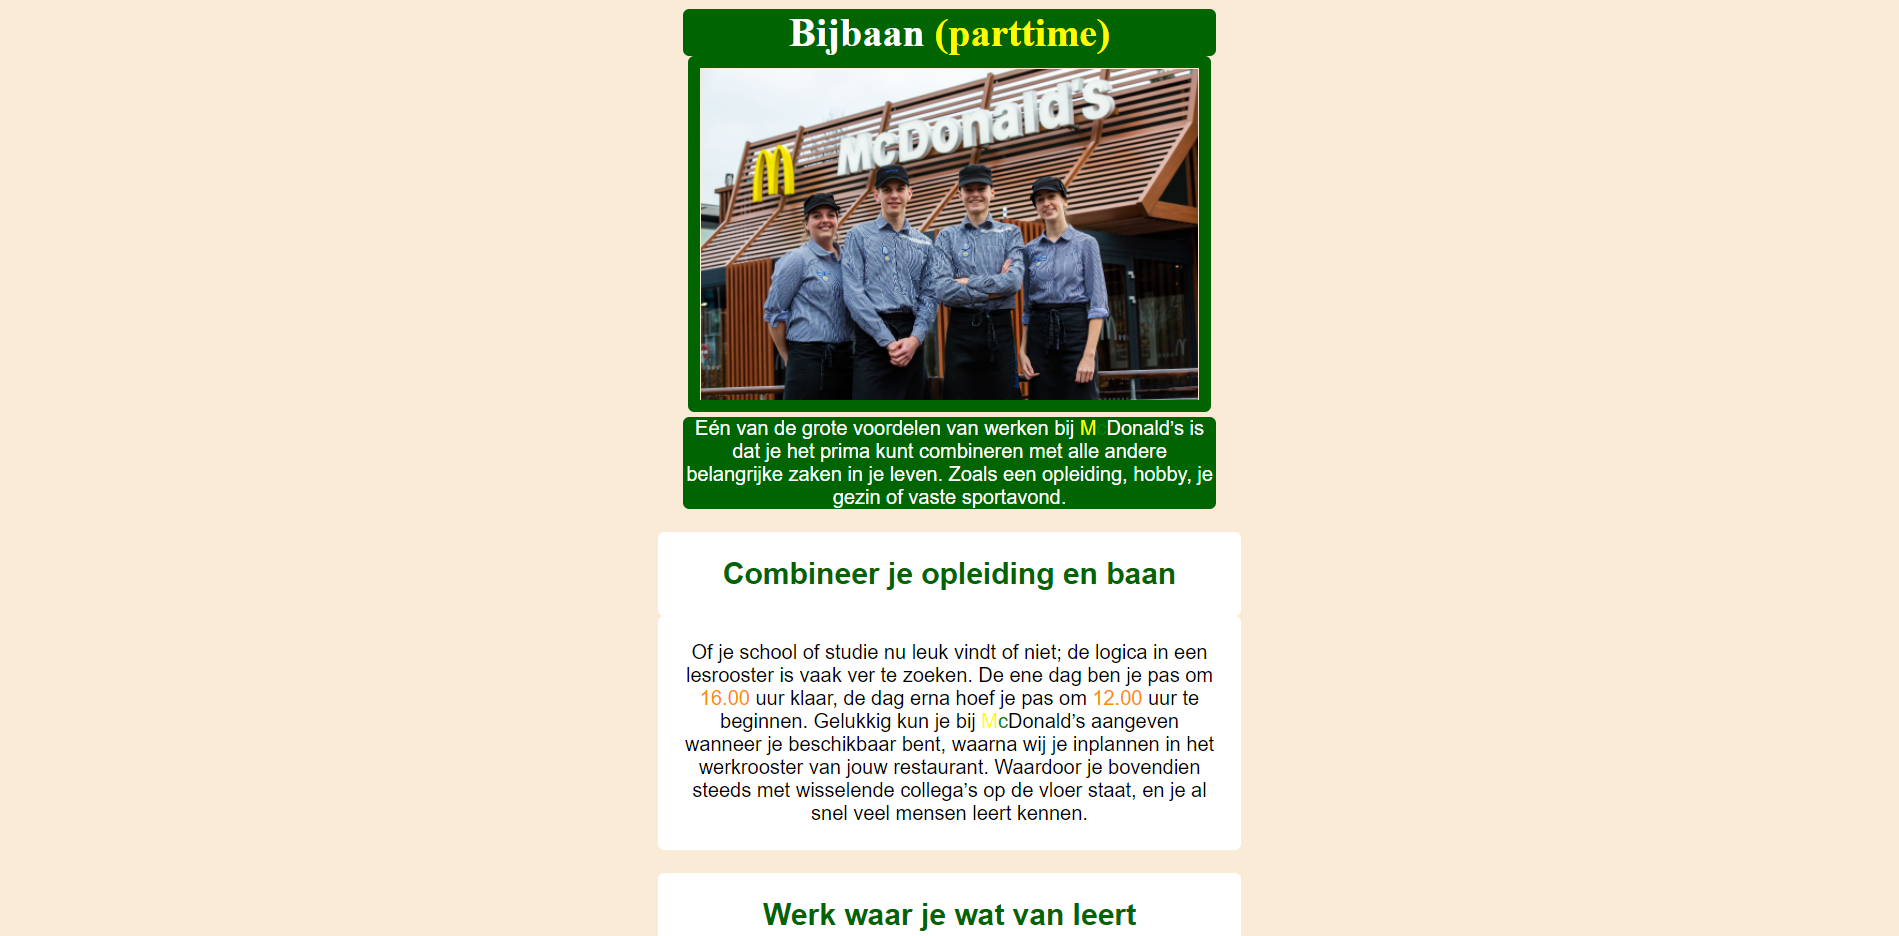 Bijbaan (parttime)
McDonald's
Eén van de grote voordelen van werken bij McDonald’s is
dat je het prima kunt combineren met alle andere
belangrijke zaken in je leven. Zoals een opleiding, hobby, je
gezin of vaste sportavond.
Combineer je opleiding en baan
Of je school of studie nu leuk vindt of niet; de logica in een
lesrooster is vaak ver te zoeken. De ene dag ben je pas om
16.00 uur klaar, de dag erna hoef je pas om 12.00 uur te
beginnen. Gelukkig kun je bij McDonald’s aangeven
wanneer je beschikbaar bent, waarna wij je inplannen in het
werkrooster van jouw restaurant. Waardoor je bovendien
steeds met wisselende collega’s op de vloer staat, en je al
snel veel mensen leert kennen.
Werk waar je wat van leert